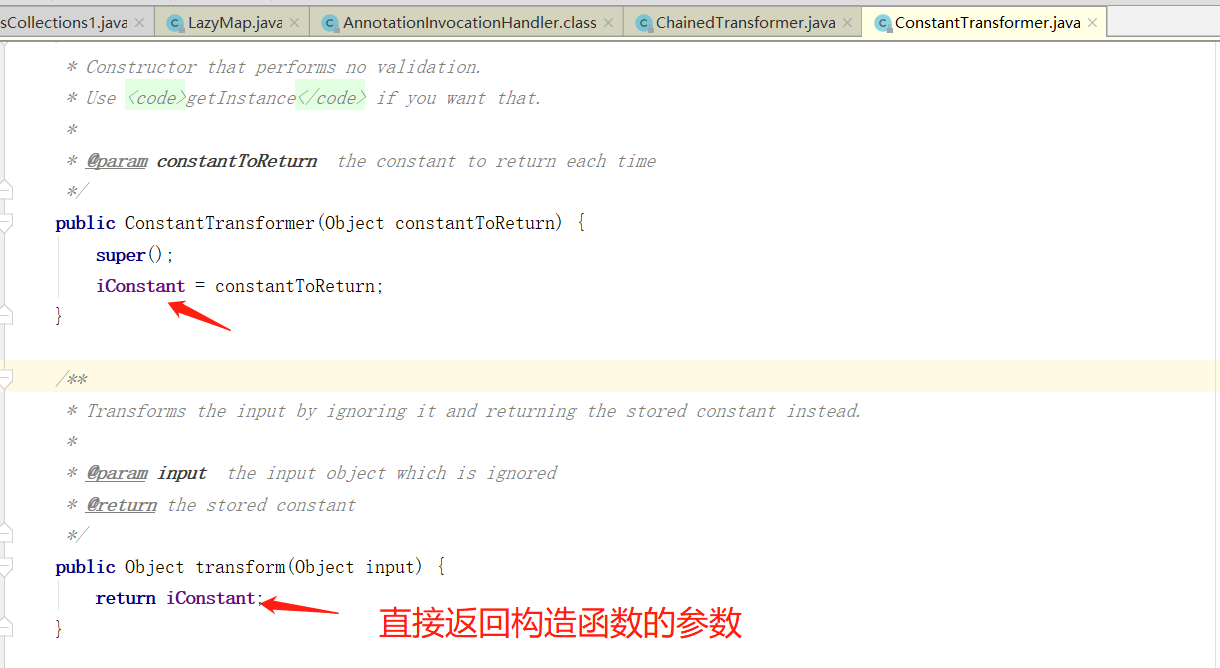 sCollections1.java LazyMap.java AnnotationInvocationHandler.class ChainedTransformer.java ConstantTransformer.java
* Constructor that performs no validation.
* Use <code>getInstance</code> if you want that.
*
* @param constantToReturn  the constant to return each time
*/
public ConstantTransformer(Object constantToReturn) {
super();
iConstant = constantToReturn;
}
/**
* Transforms the input by ignoring it and returning the stored constant instead.
*
* @param input  the input object which is ignored
* @return the stored constant
*/
public Object transform(Object input) {
return iConstant;
直接返回构造函数的参数
}